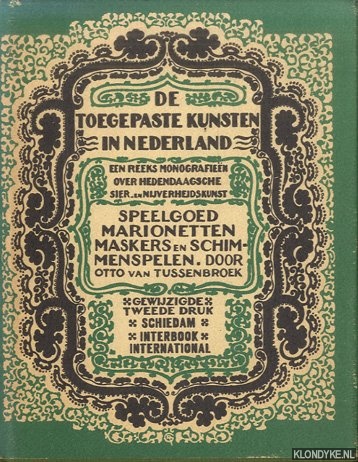 DE
TOEGEPASTE KUNSTEN
IN NEDERLAND
EEN REEKS MONOGRAFIEËN
OVER HEDENDAAGSCHE
SIER- EN NIJVERHEIDSKUNST
SPEELGOED
MARIONETTEN
MASKERS EN SCHIM-
MENSPELEN. DOOR
OTTO VAN TUSSENBROEK
GEWIJZIGDE
TWEEDE DRUK
SCHIEDAM
INTERBOOK
INTERNATIONAL
KLONDYKE.NL